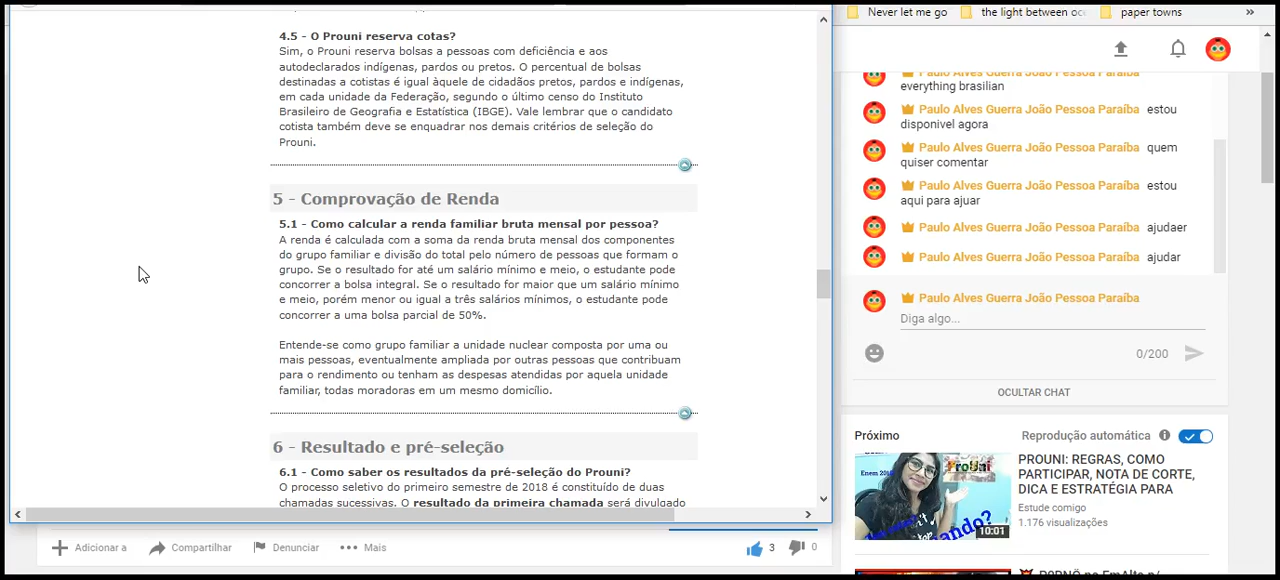 4.5 - O Prouni reserva cotas?
Sim, o Prouni reserva bolsas a pessoas com deficiência e aos
autodeclarados indígenas, pardos ou pretos. O percentual de bolsas
destinadas a cotistas é igual àquele de cidadãos pretos, pardos e indígenas,
em cada unidade da Federação, segundo o último censo do Instituto
Brasileiro de Geografia e Estatística (IBGE). Vale lembrar que o candidato
cotista também deve se enquadrar nos demais critérios de seleção do
Prouni.
5 - Comprovação de Renda
5.1 - Como calcular a renda familiar bruta mensal por pessoa?
A renda é calculada com a soma da renda bruta mensal dos componentes
do grupo familiar e divisão do total pelo número de pessoas que formam o
grupo. Se o resultado for até um salário mínimo e meio, o estudante pode
concorrer a bolsa integral. Se o resultado for maior que um salário mínimo
e meio, porém menor ou igual a três salários mínimos, o estudante pode
concorrer a uma bolsa parcial de 50%.
Entende-se como grupo familiar a unidade nuclear composta por uma ou
mais pessoas, eventualmente ampliada por outras pessoas que contribuam
para o rendimento ou tenham as despesas atendidas por aquela unidade
familiar, todas moradoras em um mesmo domicílio.
6 - Resultado e pré-seleção
6.1 - Como saber os resultados da pré-seleção do Prouni?
O processo seletivo do primeiro semestre de 2018 é constituído de duas
chamadas sucessivas. O resultado da primeira chamada será divulgado
Adicionar a
Compartilhar
Denunciar
Mais
3
0
Never let me go
the light between oce
paper towns
»
Paulo Alves Guerra João Pessoa Paraíba
everything brasilian
Paulo Alves Guerra João Pessoa Paraíba estou
disponivel agora
Paulo Alves Guerra João Pessoa Paraíba quem
quiser comentar
Paulo Alves Guerra João Pessoa Paraíba estou
aqui para ajuar
Paulo Alves Guerra João Pessoa Paraíba ajudaer
Paulo Alves Guerra João Pessoa Paraíba ajudar
Paulo Alves Guerra João Pessoa Paraíba
Diga algo...
0/200
OCULTAR CHAT
Próximo
Reprodução automática
PROUNI: REGRAS, COMO
PARTICIPAR, NOTA DE CORTE,
DICA E ESTRATÉGIA PARA
Estude comigo
1.176 visualizações
Enem 201
ProUni
ando?
10:01